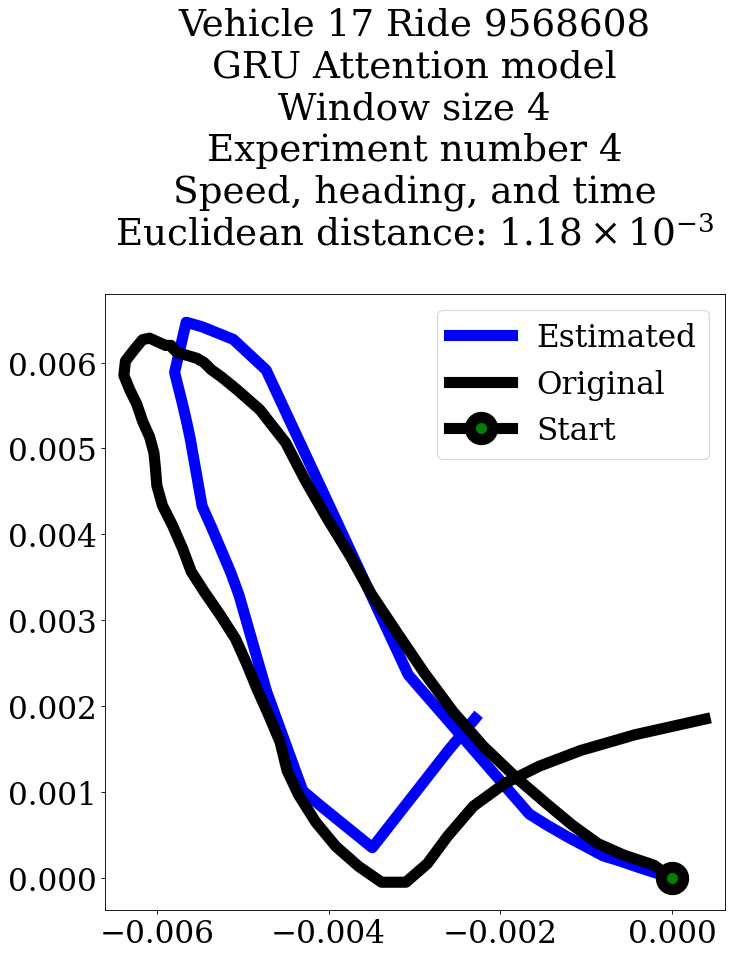 Vehicle 17 Ride 9568608
GRU Attention model
Window size 4
Experiment number 4
Speed, heading, and time
Euclidean distance: 1.18 × 10⁻³
Estimated
Original
Start
0.006
0.005
0.004
0.003
0.002
0.001
0.000
−0.006 −0.004 −0.002 0.000